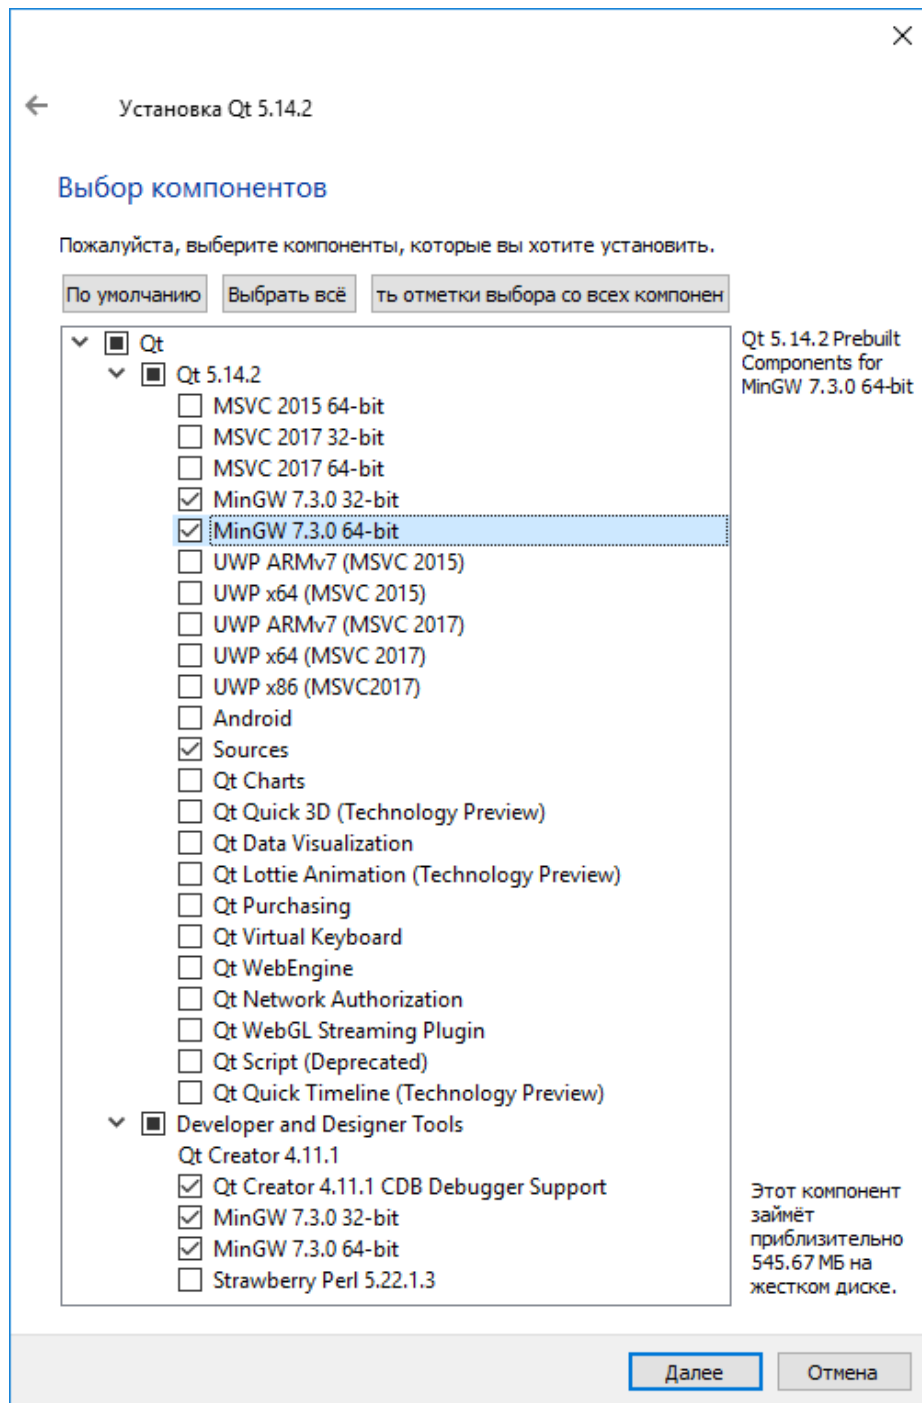 Установка Qt 5.14.2
Выбор компонентов
Пожалуйста, выберите компоненты, которые вы хотите установить.
По умолчанию
Выбрать всё
ть отметки выбора со всех компонен
Qt
Qt 5.14.2
MSVC 2015 64-bit
MSVC 2017 32-bit
MSVC 2017 64-bit
MinGW 7.3.0 32-bit
MinGW 7.3.0 64-bit
UWP ARMv7 (MSVC 2015)
UWP x64 (MSVC 2015)
UWP ARMv7 (MSVC 2017)
UWP x64 (MSVC 2017)
UWP x86 (MSVC2017)
Android
Sources
Qt Charts
Qt Quick 3D (Technology Preview)
Qt Data Visualization
Qt Lottie Animation (Technology Preview)
Qt Purchasing
Qt Virtual Keyboard
Qt WebEngine
Qt Network Authorization
Qt WebGL Streaming Plugin
Qt Script (Deprecated)
Qt Quick Timeline (Technology Preview)
Developer and Designer Tools
Qt Creator 4.11.1
Qt Creator 4.11.1 CDB Debugger Support
MinGW 7.3.0 32-bit
MinGW 7.3.0 64-bit
Strawberry Perl 5.22.1.3
Qt 5.14.2 Prebuilt
Components for
MinGW 7.3.0 64-bit
Этот компонент
займёт
приблизительно
545.67 МБ на
жестком диске.
Далее
Отмена